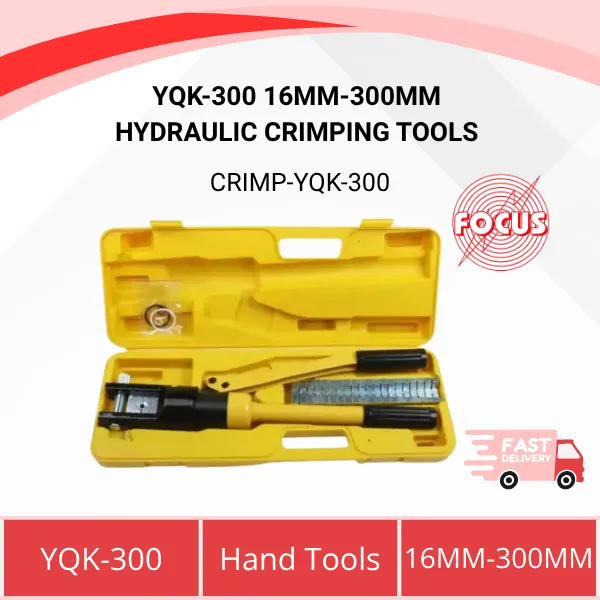 YQK-300 16MM-300MM
HYDRAULIC CRIMPING TOOLS
CRIMP-YQK-300
FOCUS
FAST
DELIVERY
YQK-300
Hand Tools
16MM-300MM